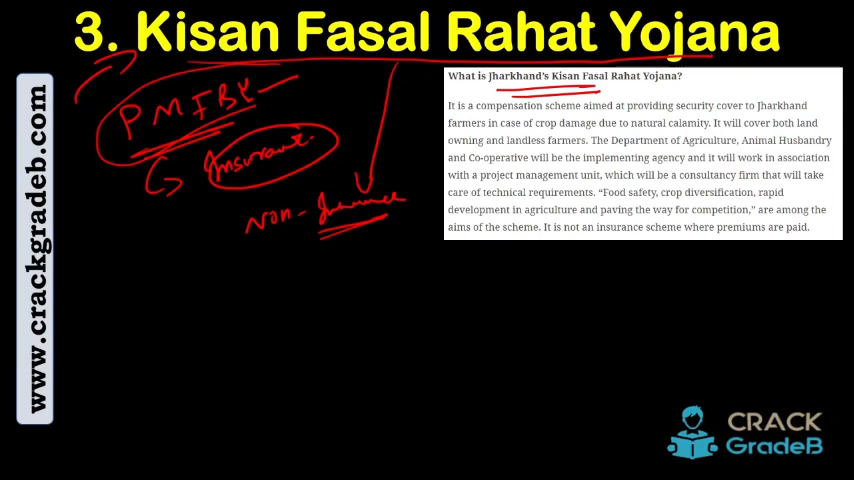 3. Kisan Fasal Rahat Yojana
PMFBY
Insurance
Non-Insurance
What is Jharkhand's Kisan Fasal Rahat Yojana?
It is a compensation scheme aimed at providing security cover to Jharkhand
farmers in case of crop damage due to natural calamity. It will cover both land
owning and landless farmers. The Department of Agriculture, Animal Husbandry
and Co-operative will be the implementing agency and it will work in association
with a project management unit, which will be a consultancy firm that will take
care of technical requirements. “Food safety, crop diversification, rapid
development in agriculture and paving the way for competition,” are among the
aims of the scheme. It is not an insurance scheme where premiums are paid.
www.crackgradeb.com
CRACK
GradeB